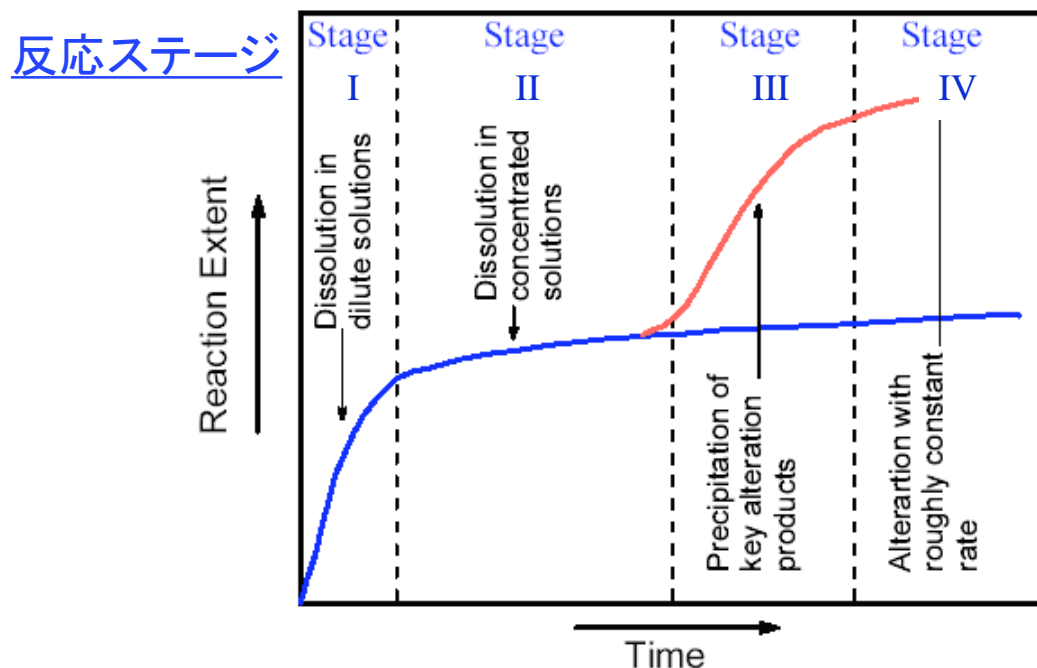 反応ステージ
Stage
I
Stage
II
Stage
III
Stage
IV
Reaction Extent
Dissolution in
dilute solutions
Dissolution in
concentrated
solutions
Precipitation of
key alteration
products
Alterartion with
roughly constant
rate
Time